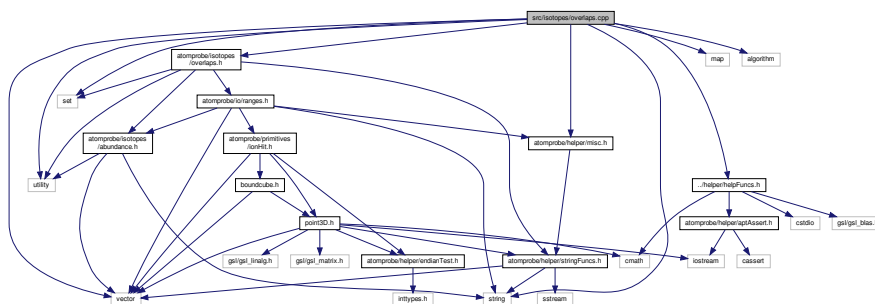 src/isotopes/overlaps.cpp
atomprobe/isotopes
/overlaps.h
map
algorithm
set
atomprobe/io/ranges.h
atomprobe/isotopes
/abundance.h
atomprobe/primitives
/ionHit.h
atomprobe/helper/misc.h
utility
boundcube.h
../helper/helpFuncs.h
point3D.h
atomprobe/helper/aptAssert.h
cstdio
gsl/gsl_blas.
gsl/gsl_linalg.h
gsl/gsl_matrix.h
atomprobe/helper/endianTest.h
atomprobe/helper/stringFuncs.h
cmath
iostream
cassert
vector
inttypes.h
string
sstream